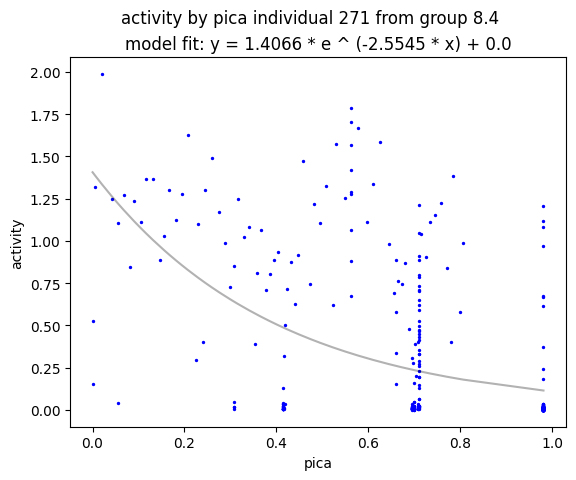 activity by pica individual 271 from group 8.4
model fit: y = 1.4066 * e ^ (-2.5545 * x) + 0.0
2.00
1.75
1.50
1.25
1.00
0.75
0.50
0.25
0.00
activity
0.0 0.2 0.4 0.6 0.8 1.0
pica